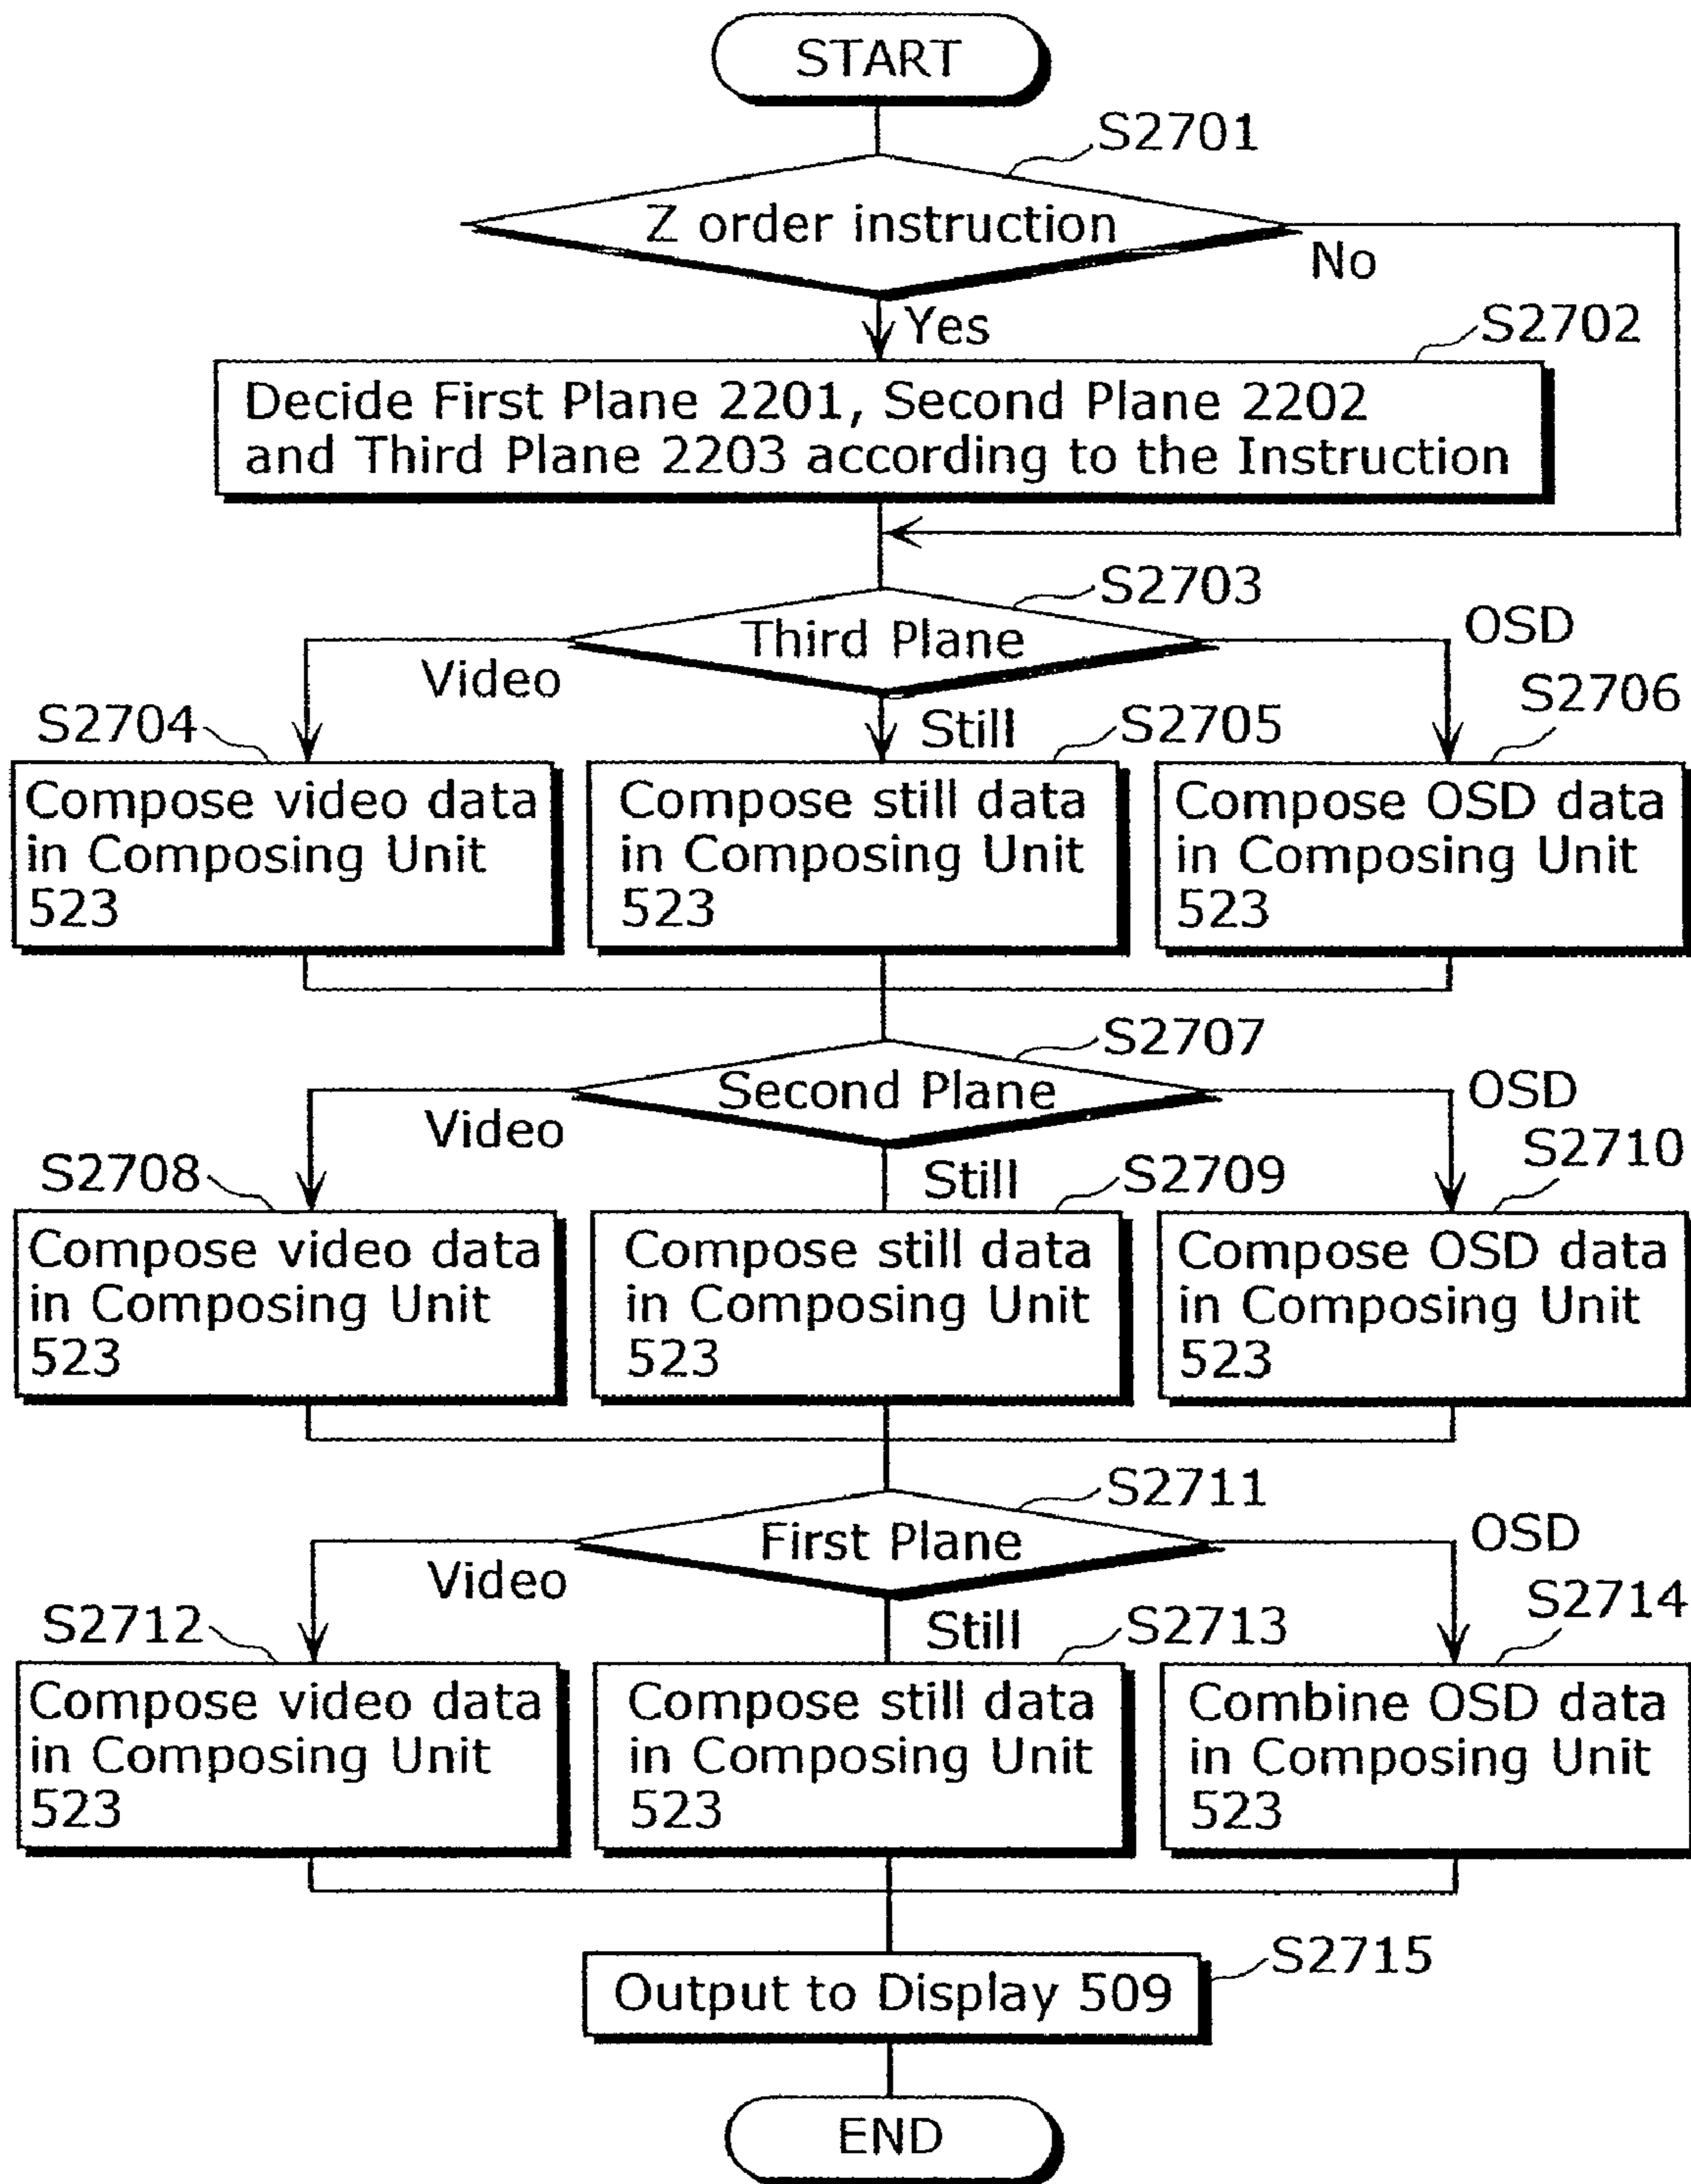 START
S2701
Z order instruction
No
Yes
S2702
Decide First Plane 2201, Second Plane 2202
and Third Plane 2203 according to the Instruction
S2703
Third Plane
OSD
Video
S2704
Still
S2705
S2706
Compose video data
in Composing Unit
523
Compose still data
in Composing Unit
523
Compose OSD data
in Composing Unit
523
S2707
Second Plane
OSD
Video
S2708
Still
S2709
S2710
Compose video data
in Composing Unit
523
Compose still data
in Composing Unit
523
Compose OSD data
in Composing Unit
523
S2711
First Plane
OSD
Video
S2712
Still
S2713
S2714
Compose video data
in Composing Unit
523
Compose still data
in Composing Unit
523
Combine OSD data
in Composing Unit
523
S2715
Output to Display 509
END